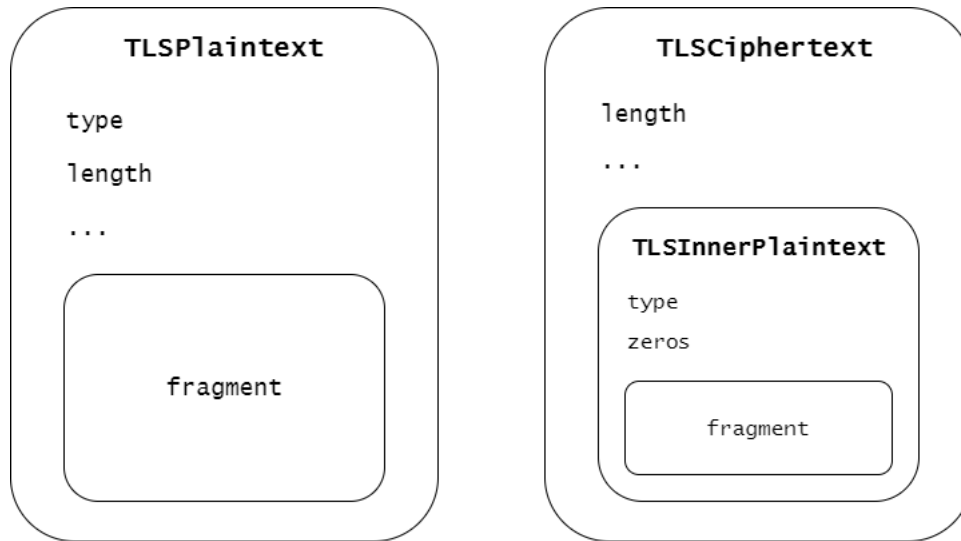 TLSPlaintext
type
length
...
fragment
TLSCiphertext
length
...
TLSInnerPlaintext
type
zeros
fragment